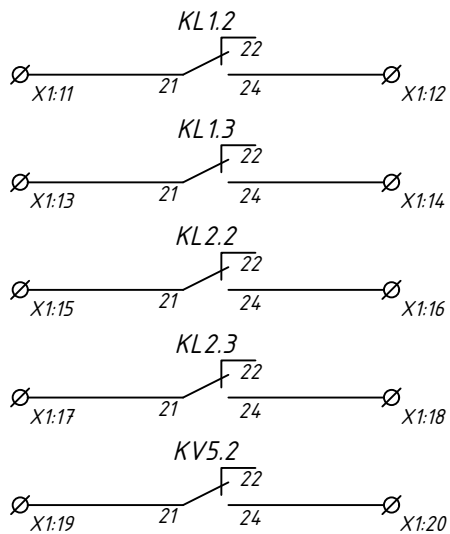 KL1.2
22
X1:11 21 24 X1:12
KL1.3
22
X1:13 21 24 X1:14
KL2.2
22
X1:15 21 24 X1:16
KL2.3
22
X1:17 21 24 X1:18
KV5.2
22
X1:19 21 24 X1:20